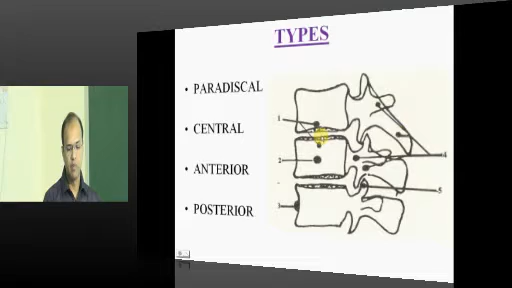 TYPES
• PARADISCAL
• CENTRAL
• ANTERIOR
• POSTERIOR
1
2
3
4
5